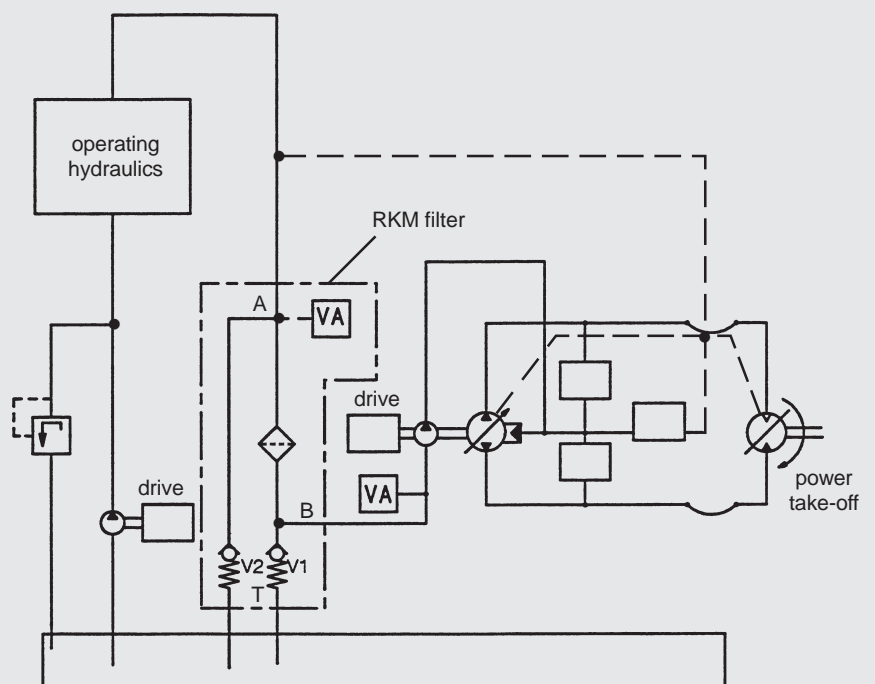 operating
hydraulics
RKM filter
A
VA
drive
VA
B
drive
power
take-off
V2
V1
T